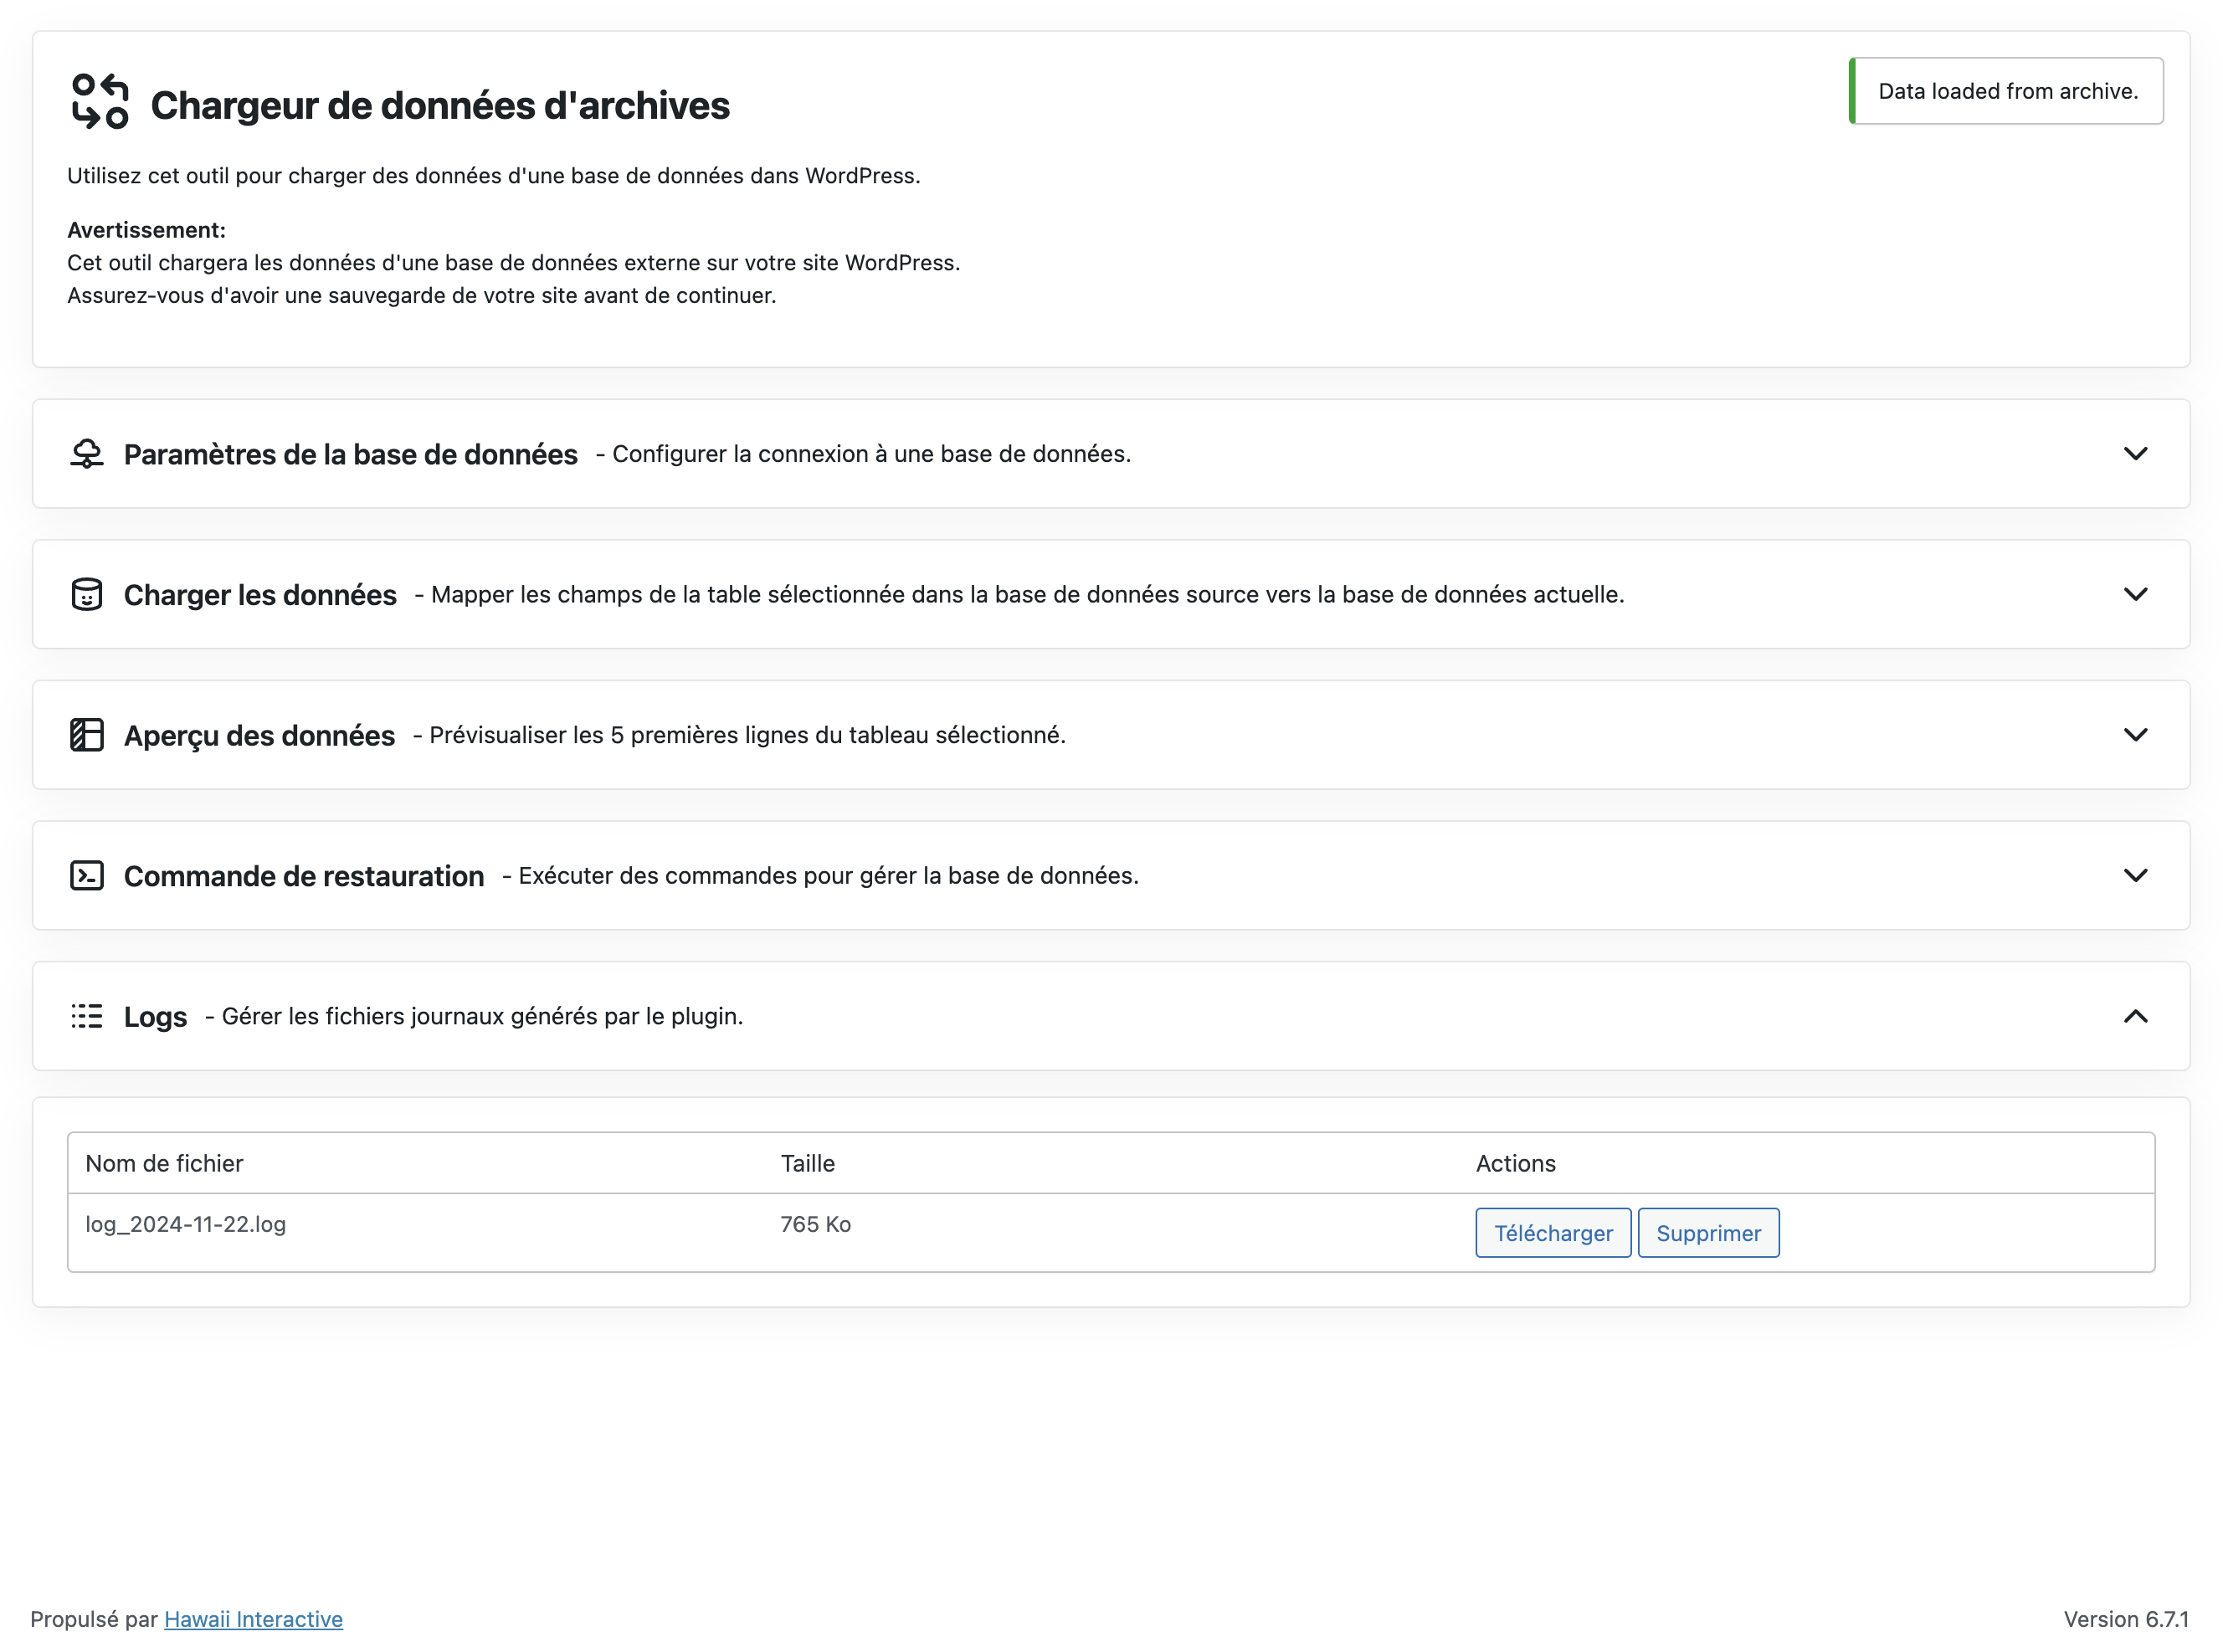 Chargeur de données d'archives
Data loaded from archive.
Utilisez cet outil pour charger des données d'une base de données dans WordPress.
Avertissement:
Cet outil chargera les données d'une base de données externe sur votre site WordPress.
Assurez-vous d'avoir une sauvegarde de votre site avant de continuer.
Paramètres de la base de données - Configurer la connexion à une base de données.
Charger les données - Mapper les champs de la table sélectionnée dans la base de données source vers la base de données actuelle.
Aperçu des données - Prévisualiser les 5 premières lignes du tableau sélectionné.
Commande de restauration - Exécuter des commandes pour gérer la base de données.
Logs - Gérer les fichiers journaux générés par le plugin.
Nom de fichier Taille Actions
log_2024-11-22.log 765 Ko Télécharger Supprimer
Propulsé par Hawaii Interactive Version 6.7.1